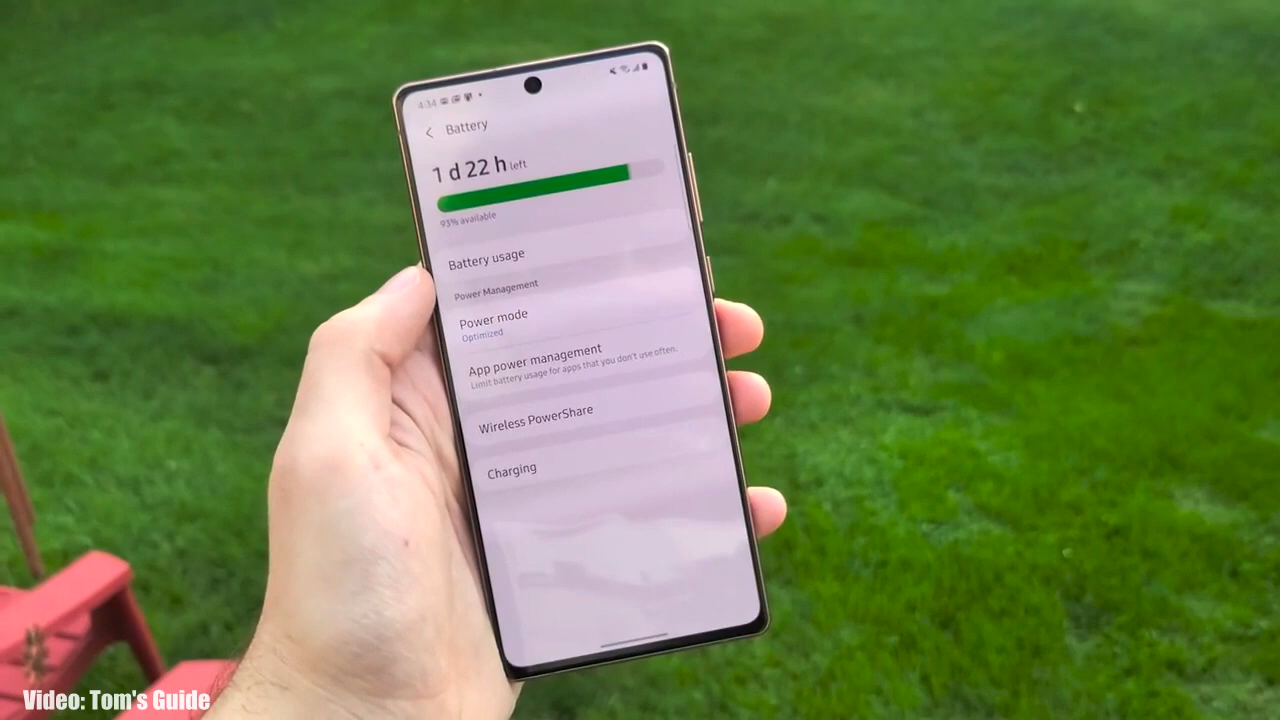 4:34
Battery
1 d 22 h left
93% available
Battery usage
Power Management
Power mode
Optimized
App power management
Limit battery usage for apps that you don't use often.
Wireless PowerShare
Charging
Video: Tom's Guide